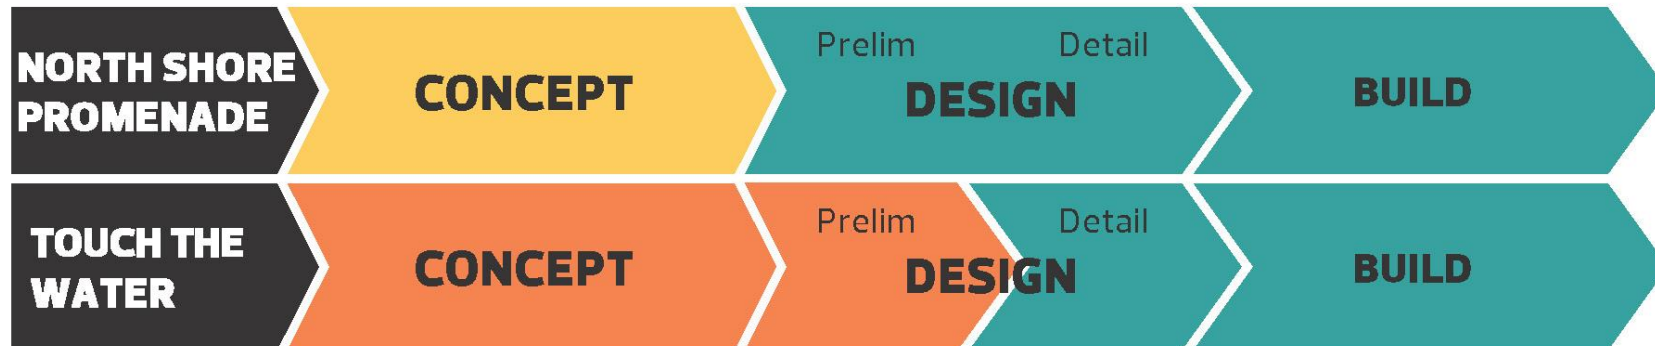 NORTH SHORE
PROMENADE
CONCEPT
Prelim Detail
DESIGN
BUILD
TOUCH THE
WATER
CONCEPT
Prelim Detail
DESIGN
BUILD